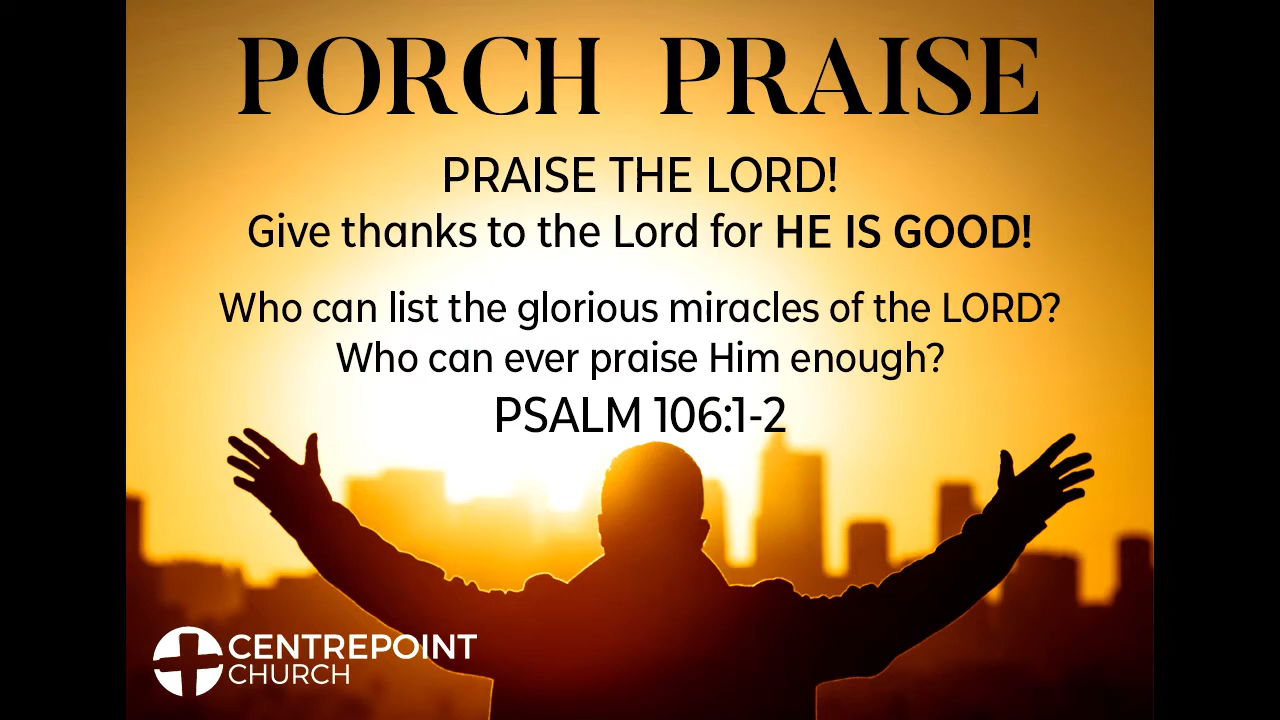 PORCH PRAISE
PRAISE THE LORD!
Give thanks to the Lord for HE IS GOOD!
Who can list the glorious miracles of the LORD?
Who can ever praise Him enough?
PSALM 106:1-2
CENTREPOINT
CHURCH